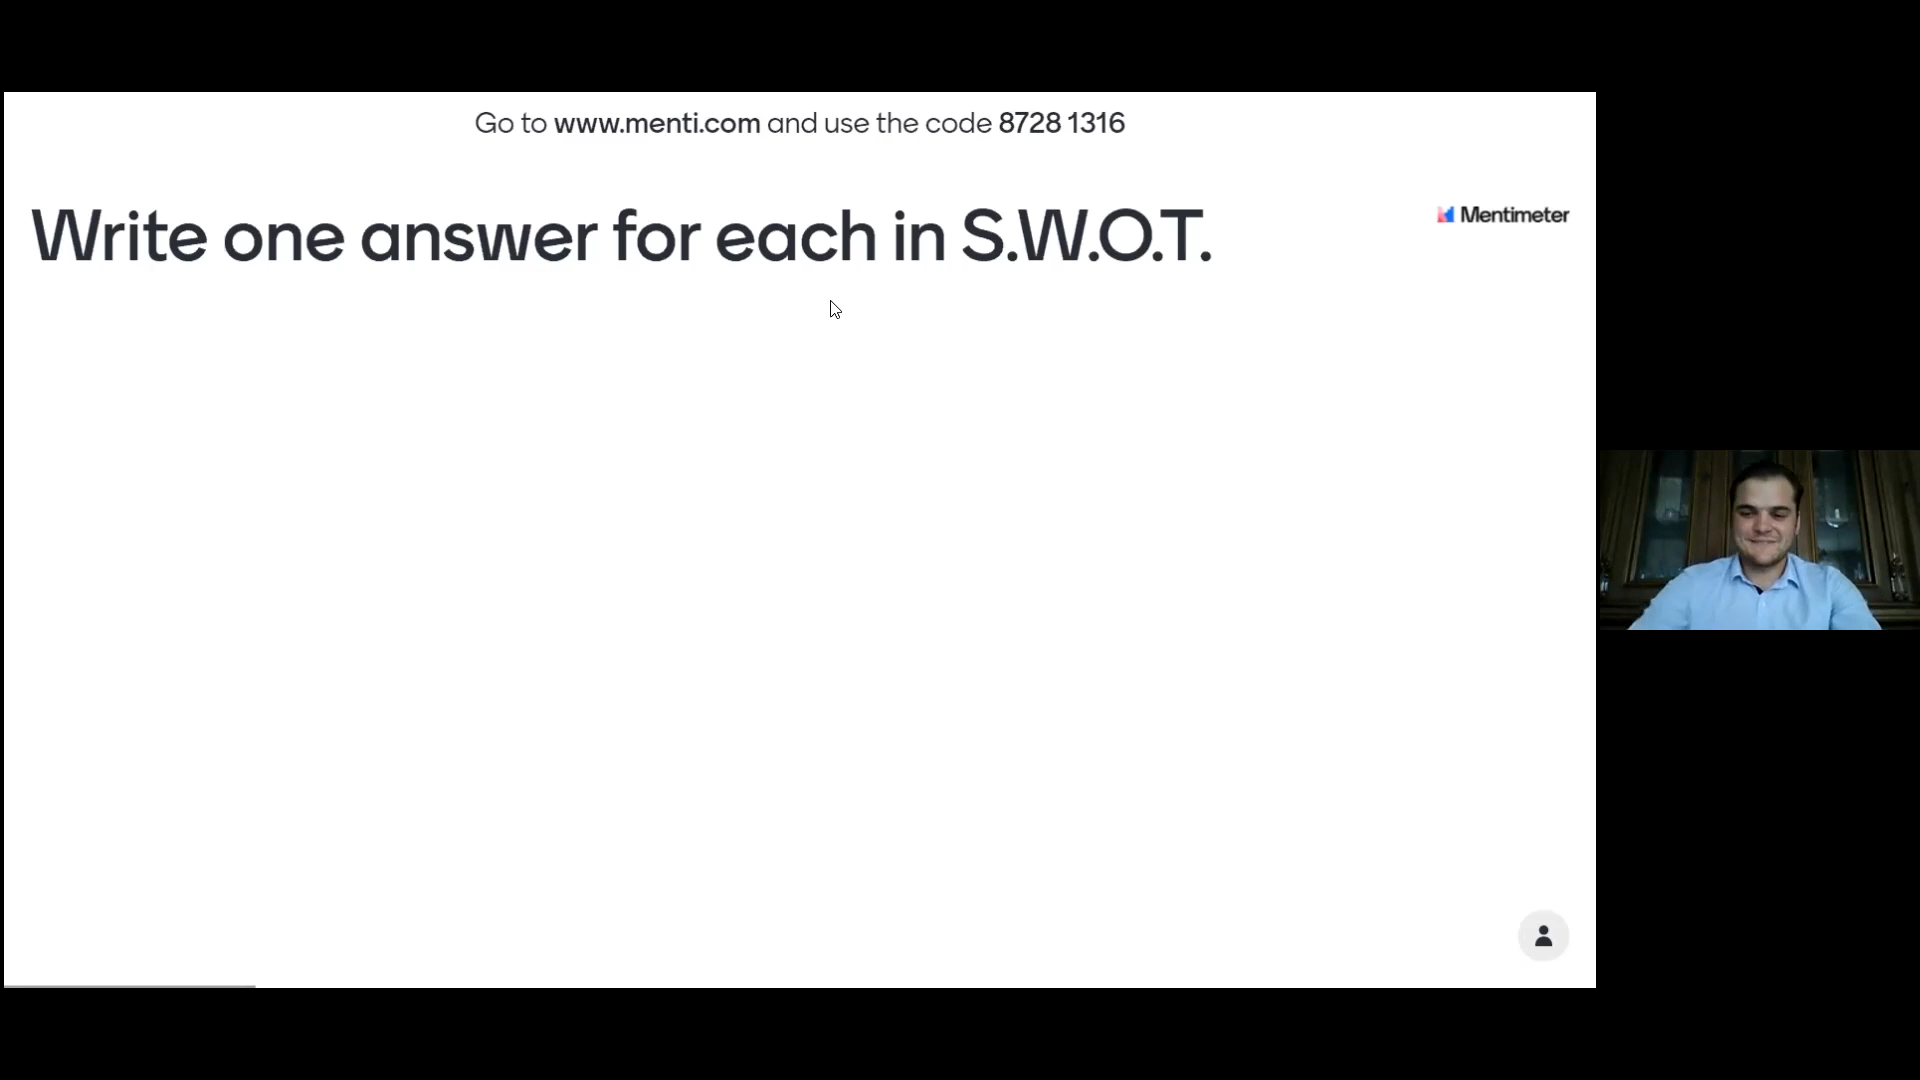 Go to www.menti.com and use the code 8728 1316
Write one answer for each in S.W.O.T.
Mentimeter